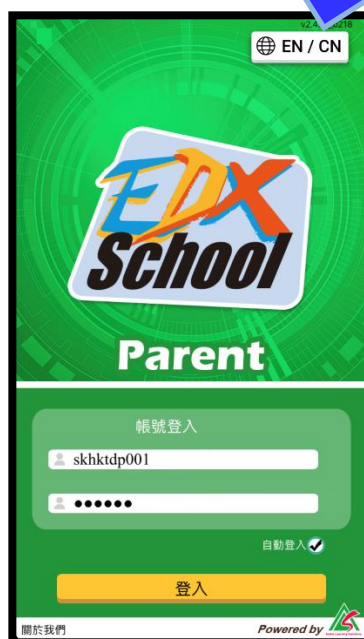 EN / CN
EDX
School
Parent
帳號登入
skhktdp001
●●●●●●
自動登入
登入
關於我們
Powered by